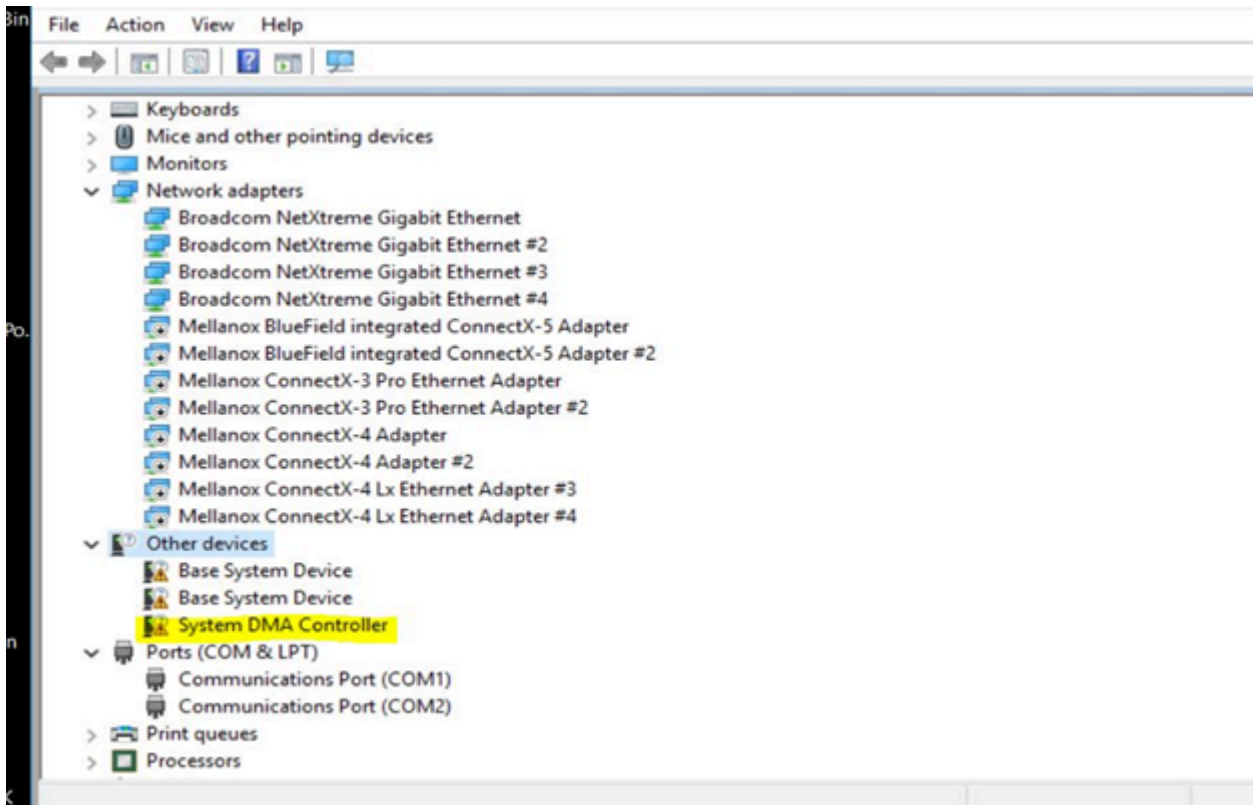 File Action View Help
Keyboards
Mice and other pointing devices
Monitors
Network adapters
Broadcom NetXtreme Gigabit Ethernet
Broadcom NetXtreme Gigabit Ethernet #2
Broadcom NetXtreme Gigabit Ethernet #3
Broadcom NetXtreme Gigabit Ethernet #4
Mellanox BlueField integrated ConnectX-5 Adapter
Mellanox BlueField integrated ConnectX-5 Adapter #2
Mellanox ConnectX-3 Pro Ethernet Adapter
Mellanox ConnectX-3 Pro Ethernet Adapter #2
Mellanox ConnectX-4 Adapter
Mellanox ConnectX-4 Adapter #2
Mellanox ConnectX-4 Lx Ethernet Adapter #3
Mellanox ConnectX-4 Lx Ethernet Adapter #4
Other devices
Base System Device
Base System Device
System DMA Controller
Ports (COM & LPT)
Communications Port (COM1)
Communications Port (COM2)
Print queues
Processors